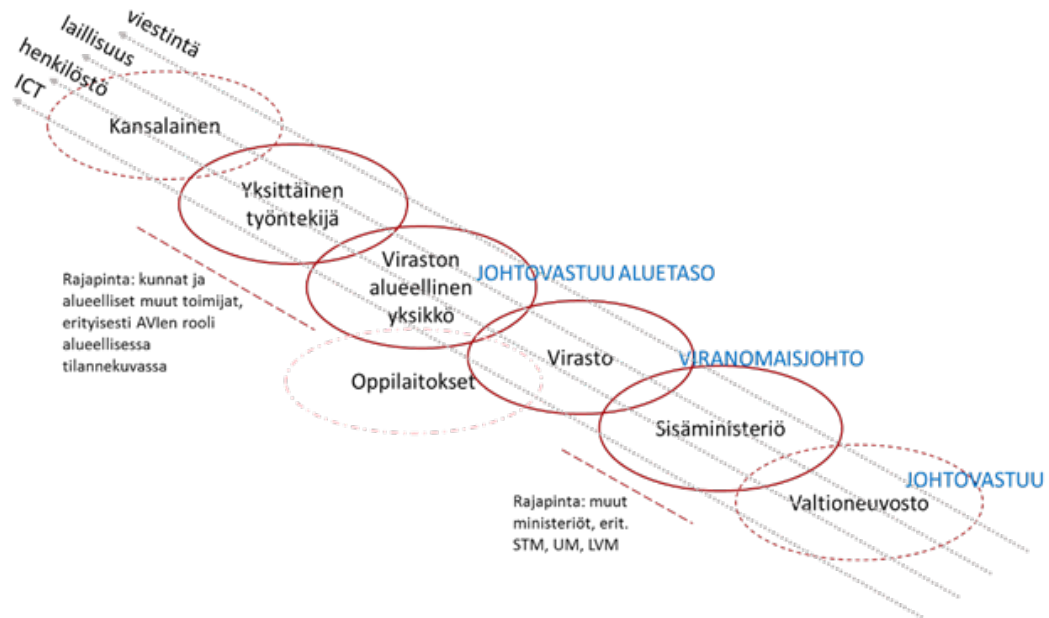 viestintä
laillisuus
henkilöstö
ICT
Kansalainen
Yksittäinen
työntekijä
Viraston
alueellinen
yksikkö
JOHTOVASTUU ALUETASO
Rajapinta: kunnat ja
alueelliset muut toimijat,
erityisesti AVIen rooli
alueellisessa
tilannekuvassa
Oppilaitokset
Virasto
VIRANOMAISJOHTO
Sisäministeriö
JOHTOVASTUU
Valtioneuvosto
Rajapinta: muut
ministeriöt, erit.
STM, UM, LVM